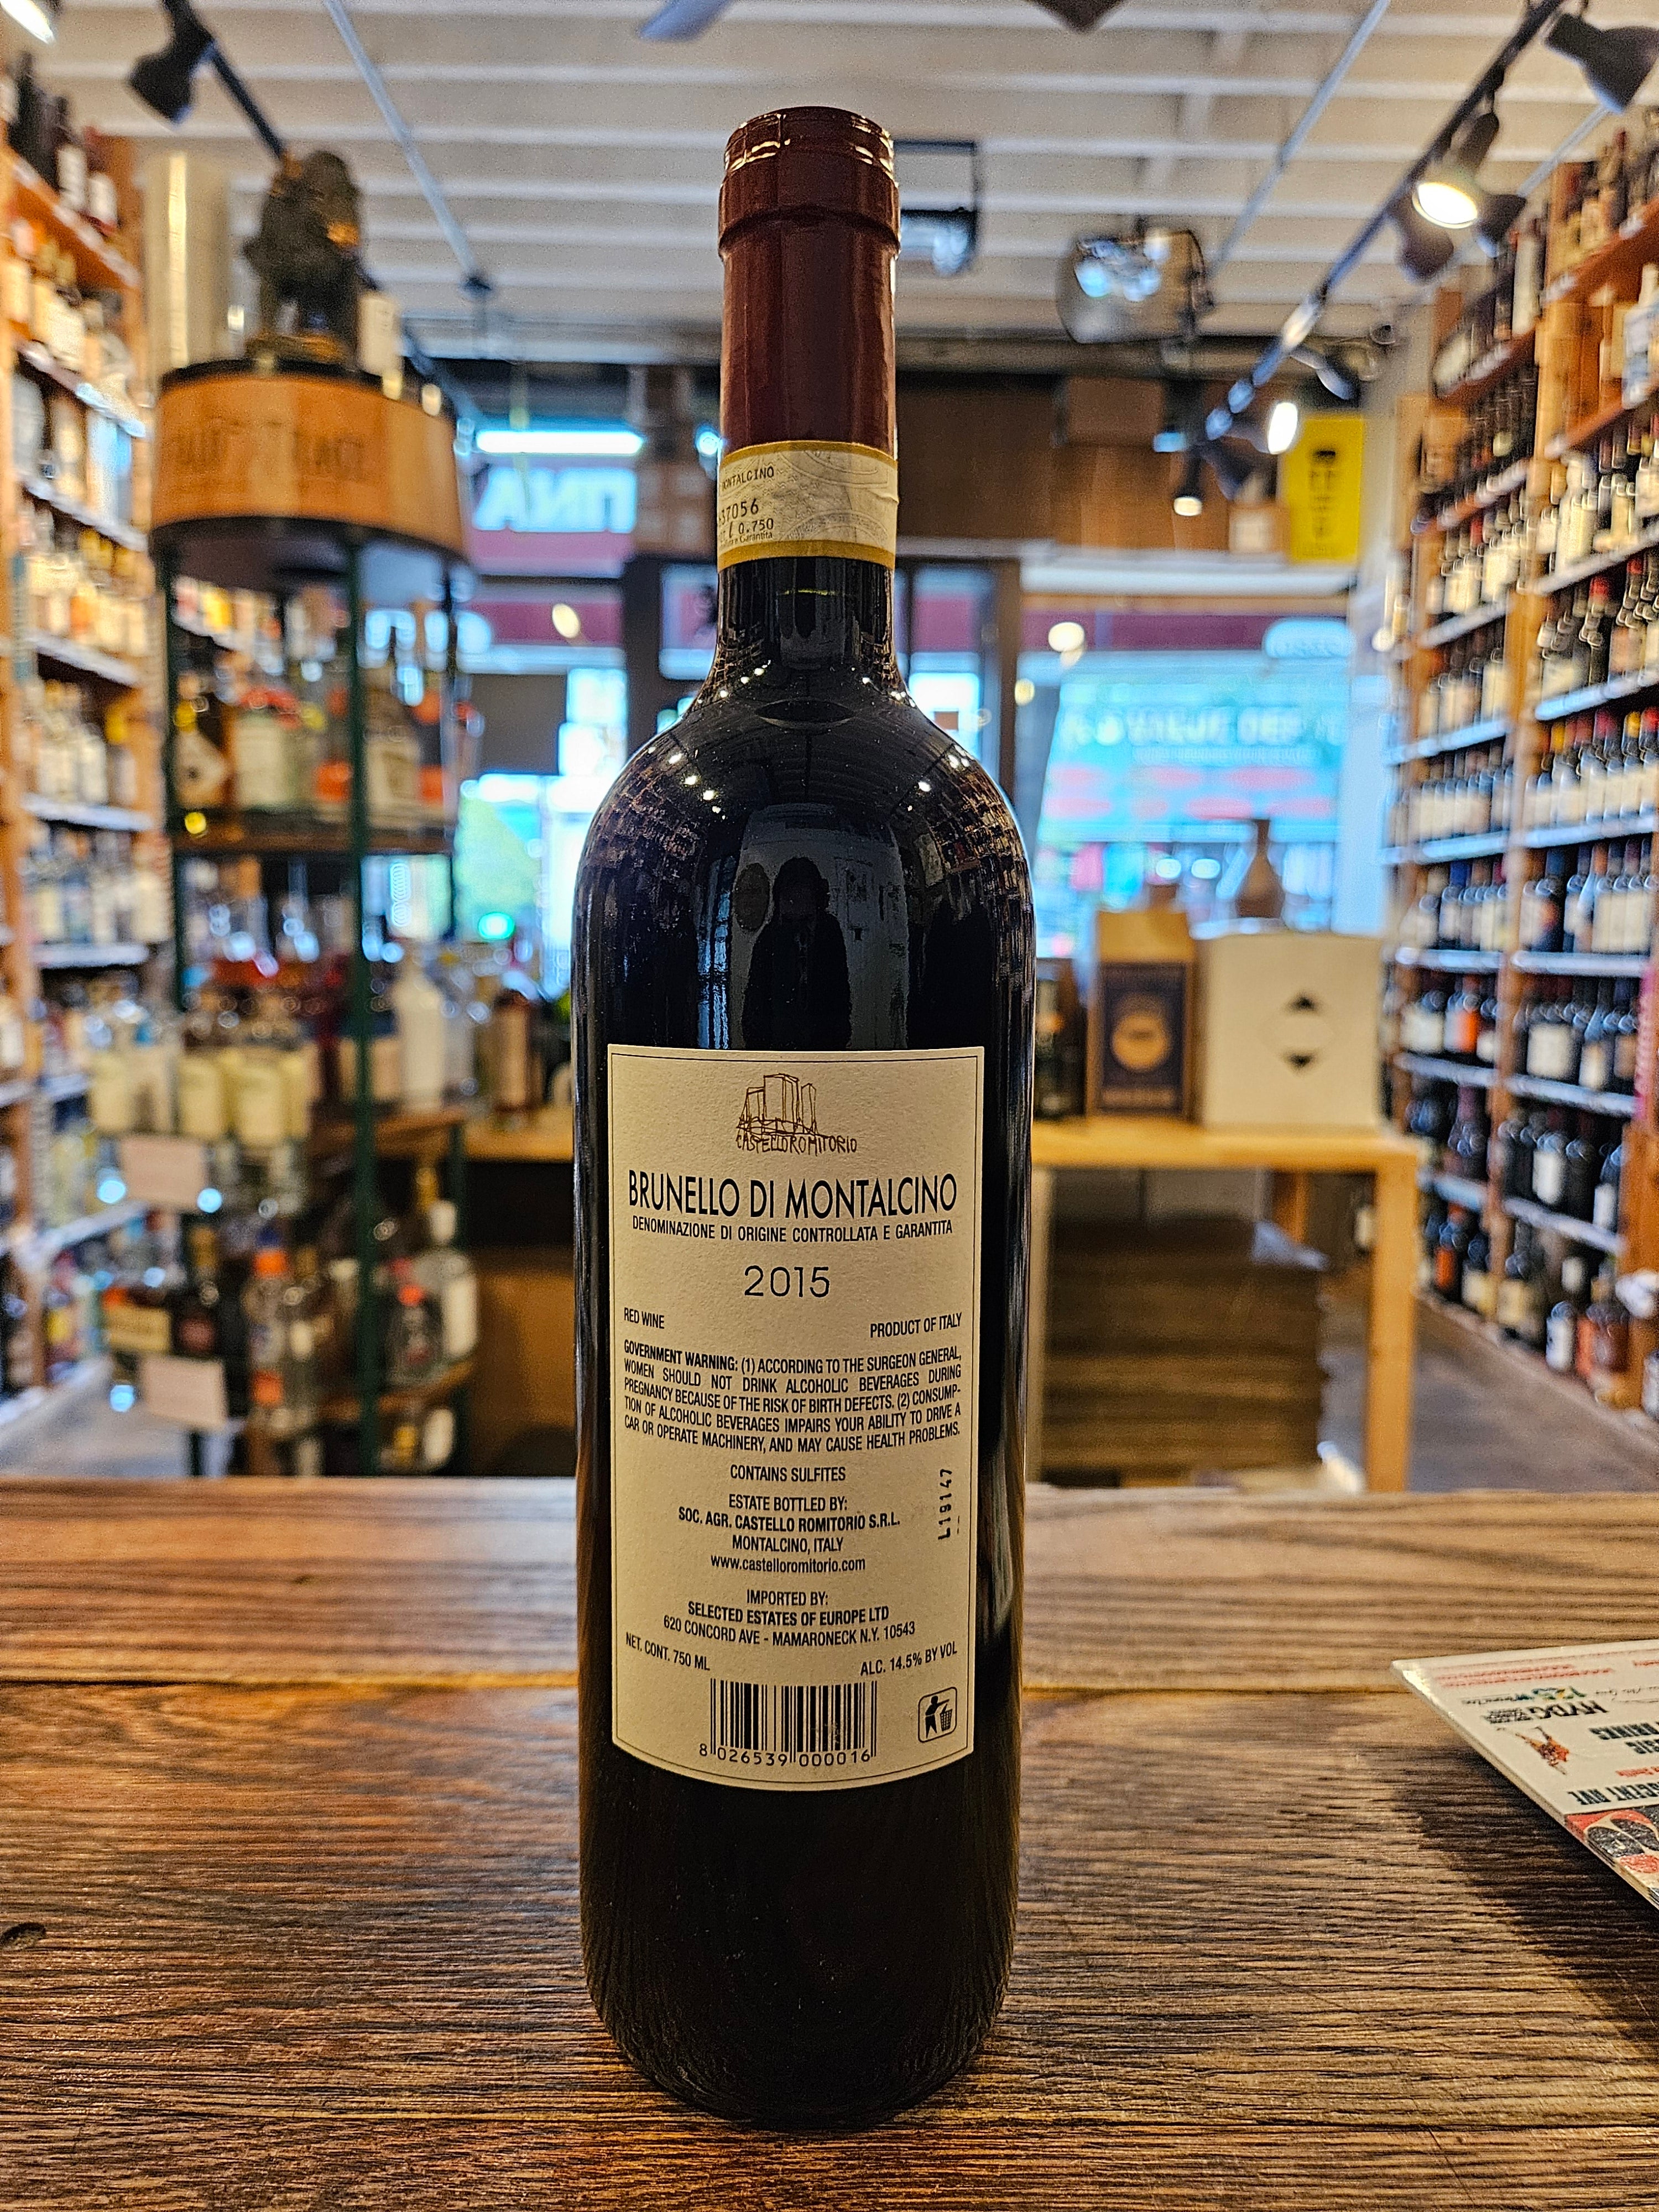 MONTALCINO
37056
ℓ 0.750
e Garantita
CASTELLO ROMITORIO
BRUNELLO DI MONTALCINO
DENOMINAZIONE DI ORIGINE CONTROLLATA E GARANTITA
2015
RED WINE
PRODUCT OF ITALY
GOVERNMENT WARNING: (1) ACCORDING TO THE SURGEON GENERAL,
WOMEN SHOULD NOT DRINK ALCOHOLIC BEVERAGES DURING
PREGNANCY BECAUSE OF THE RISK OF BIRTH DEFECTS. (2) CONSUMP-
TION OF ALCOHOLIC BEVERAGES IMPAIRS YOUR ABILITY TO DRIVE A
CAR OR OPERATE MACHINERY, AND MAY CAUSE HEALTH PROBLEMS.
CONTAINS SULFITES
L19147
ESTATE BOTTLED BY:
SOC. AGR. CASTELLO ROMITORIO S.R.L.
MONTALCINO, ITALY
www.castelloromitorio.com
IMPORTED BY:
SELECTED ESTATES OF EUROPE LTD
620 CONCORD AVE - MAMARONECK N.Y. 10543
NET. CONT. 750 ML
ALC. 14.5% BY VOL
8 026539 000016
HYDG
DRINKS